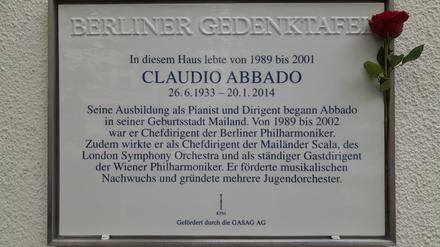 BERLINER GEDENKTAFEL
In diesem Haus lebte von 1989 bis 2001
CLAUDIO ABBADO
26.6.1933 – 20.1.2014
Seine Ausbildung als Pianist und Dirigent begann Abbado
in seiner Geburtsstadt Mailand. Von 1989 bis 2002
war er Chefdirigent der Berliner Philharmoniker.
Zudem wirkte er als Chefdirigent der Mailänder Scala, des
London Symphony Orchestra und als ständiger Gastdirigent
der Wiener Philharmoniker. Er förderte musikalischen
Nachwuchs und gründete mehrere Jugendorchester.
KPM
Gefördert durch die GASAG AG